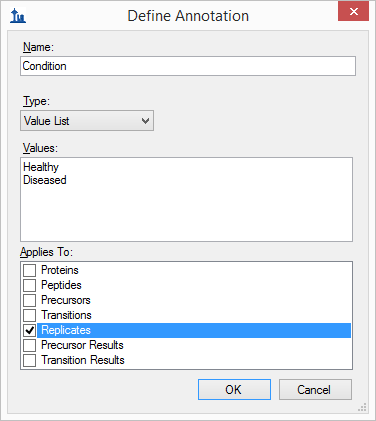 Define Annotation
Name:
Condition
Type:
Value List
Values:
Healthy
Diseased
Applies To:
Proteins
Peptides
Precursors
Transitions
Replicates
Precursor Results
Transition Results
OK
Cancel